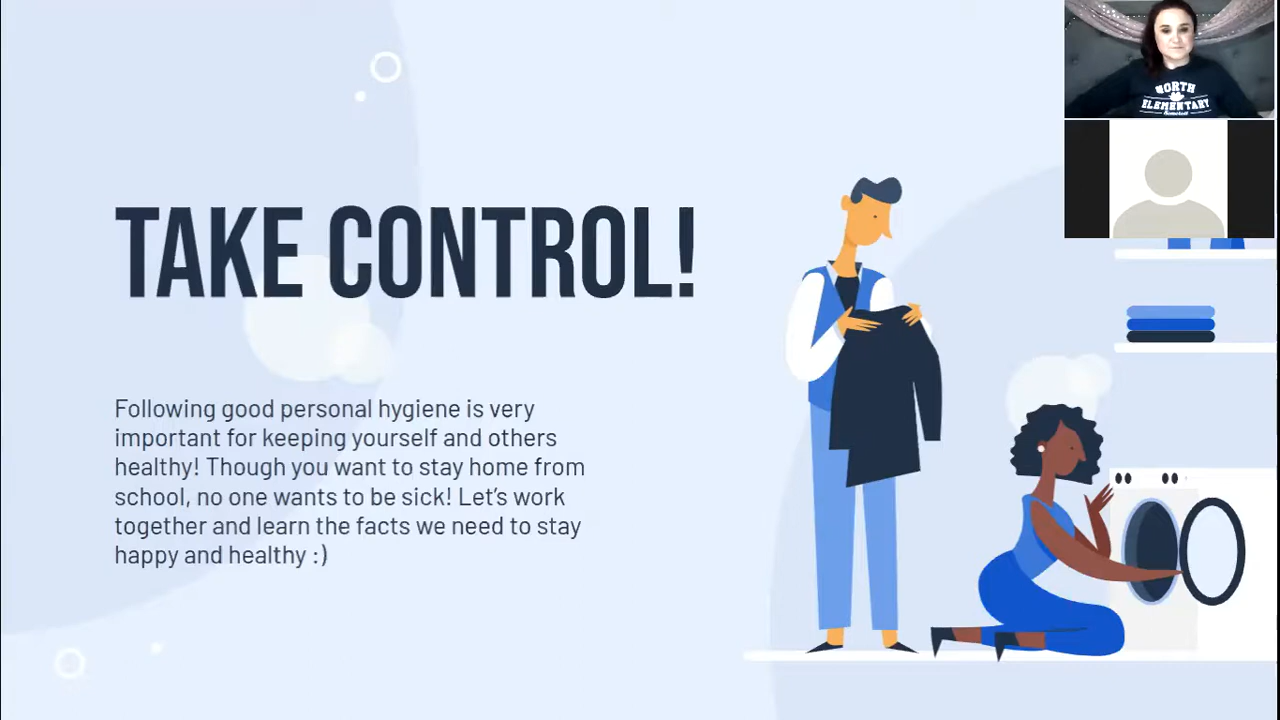 TAKE CONTROL!
Following good personal hygiene is very
important for keeping yourself and others
healthy! Though you want to stay home from
school, no one wants to be sick! Let's work
together and learn the facts we need to stay
happy and healthy :)
NORTH
ELEMENTARY